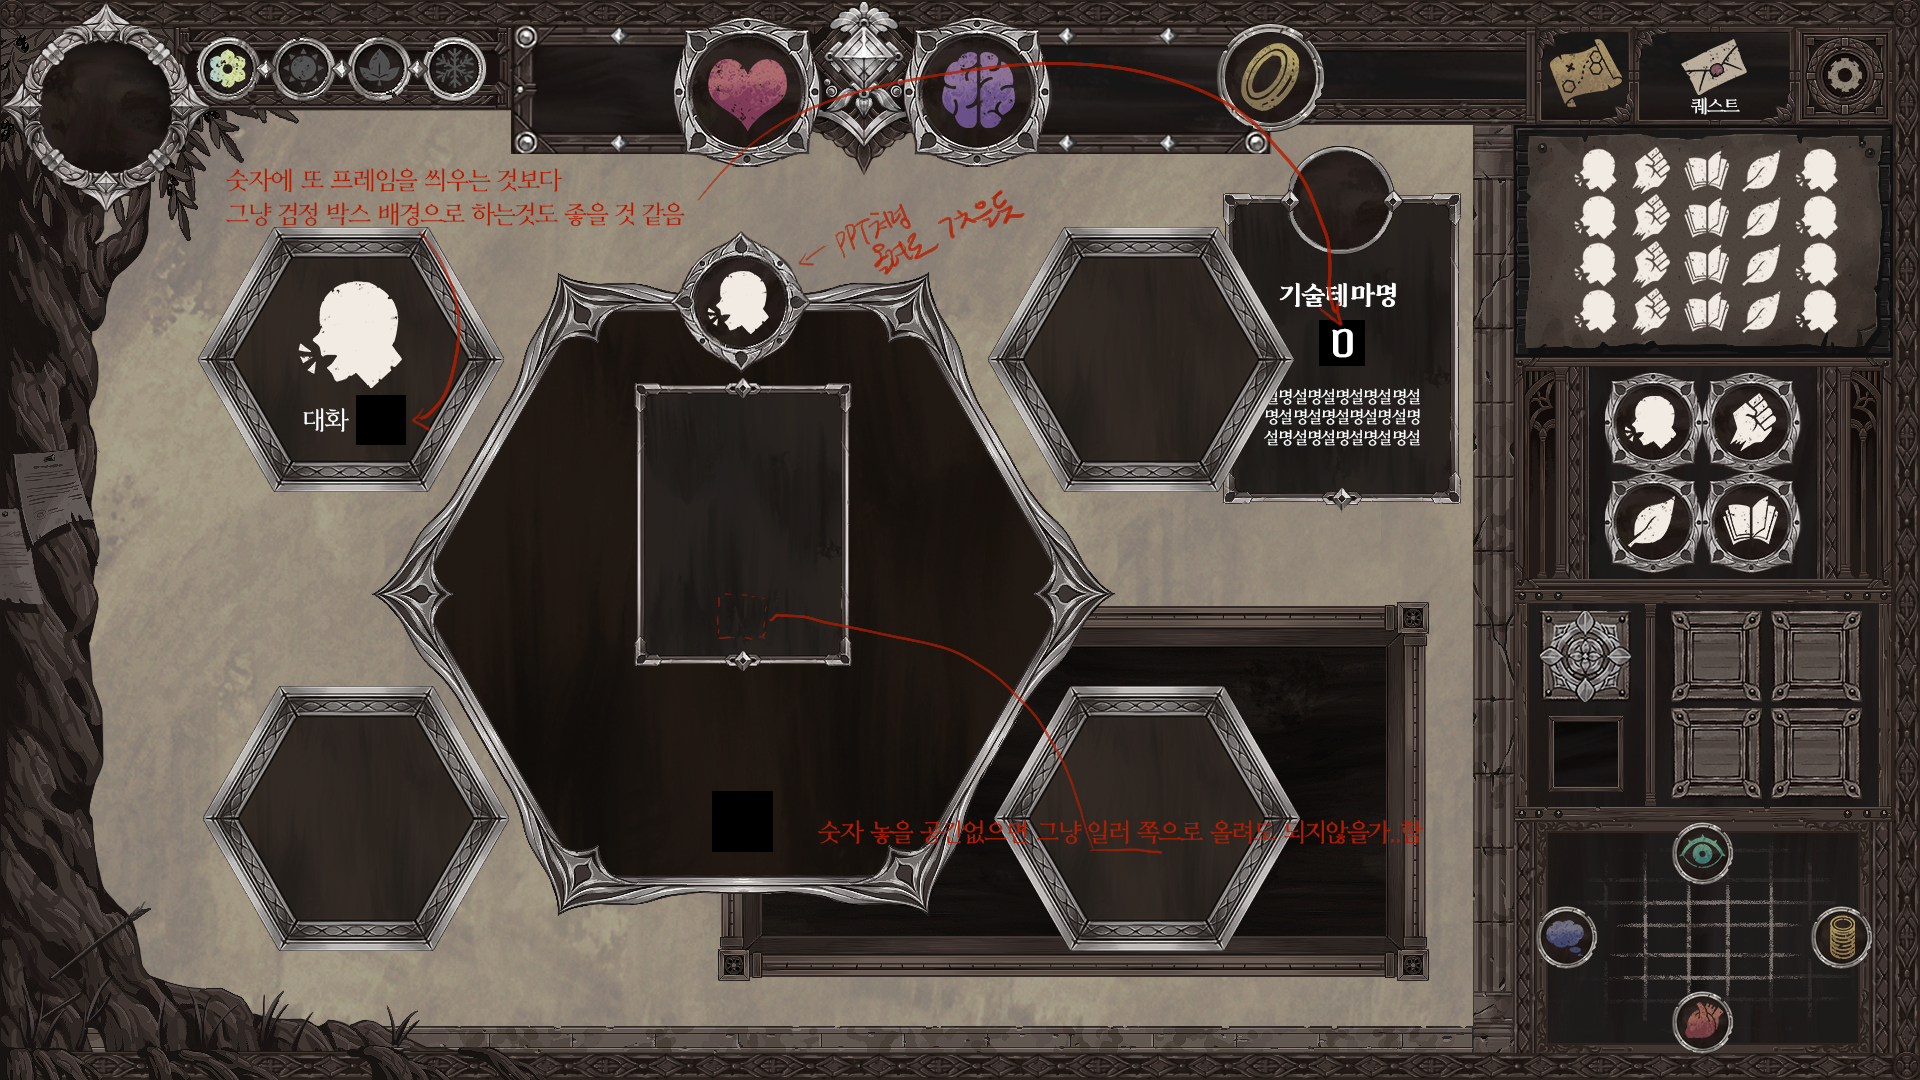 퀘스트
숫자에 또 프레임을 씌우는 것보다
그냥 검정 박스 배경으로 하는것도 좋을 것 같음
PPT처럼
올려도
기술테마명
0
설명설명설명설명설명설
명설명설명설명설명설명
설명설명설명설명설명설
대화
숫자 놓을 공간없으면 그냥 일러 쪽으로 올려도 되지않을가..함